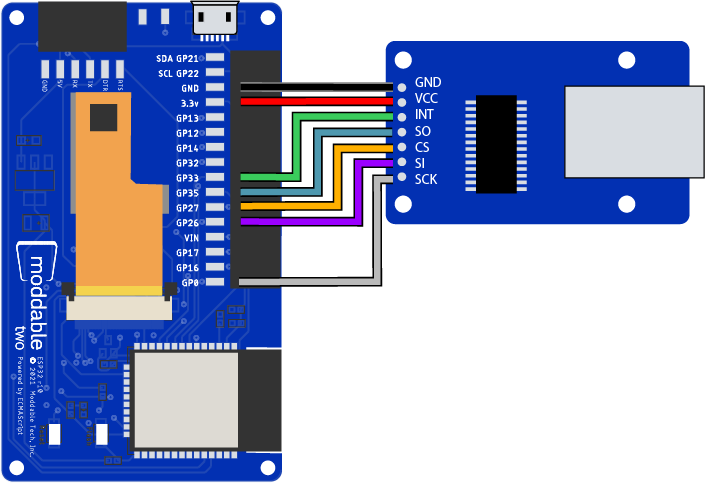 GND
5V
RX
TX
DTR
RTS
SDA GP21
SCL GP22
GND
3.3v
GP13
GP12
GP14
GP32
GP33
GP35
GP27
GP26
VIN
GP17
GP16
GP0
moddable
two
ESP32 r10
© 2021 Moddable Tech, Inc.
Powered by ECMAScript
GND
VCC
INT
SO
CS
SI
SCK